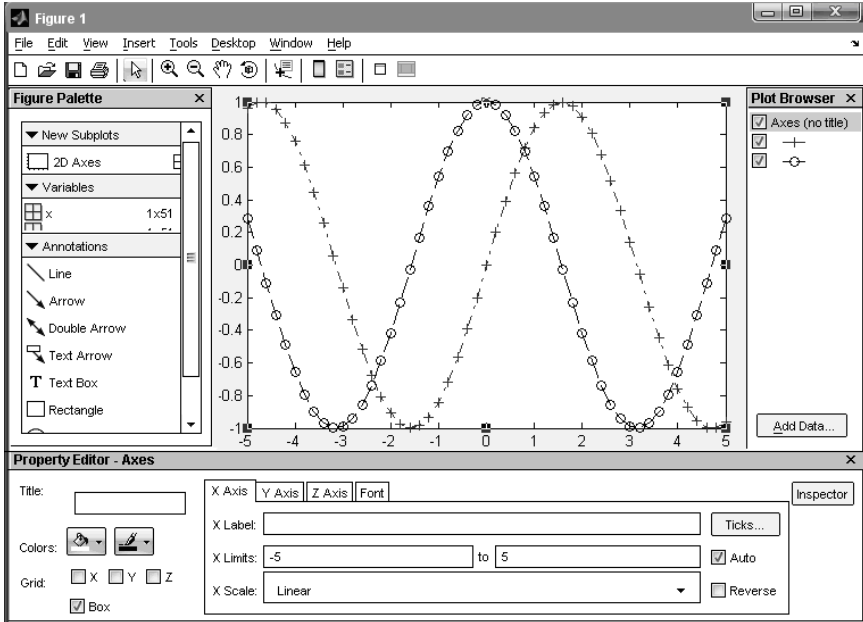 Figure 1
File Edit View Insert Tools Desktop Window Help
Figure Palette
New Subplots
2D Axes
Variables
x 1x51
Annotations
Line
Arrow
Double Arrow
Text Arrow
T Text Box
Rectangle
1
0.8
0.6
0.4
0.2
0
-0.2
-0.4
-0.6
-0.8
-1
-5 -4 -3 -2 -1 0 1 2 3 4 5
Plot Browser
Axes (no title)
Add Data...
Property Editor - Axes
Title:
Colors:
Grid: X Y Z
Box
X Axis Y Axis Z Axis Font
X Label: Ticks...
X Limits: -5 to 5 Auto
X Scale: Linear Reverse
Inspector